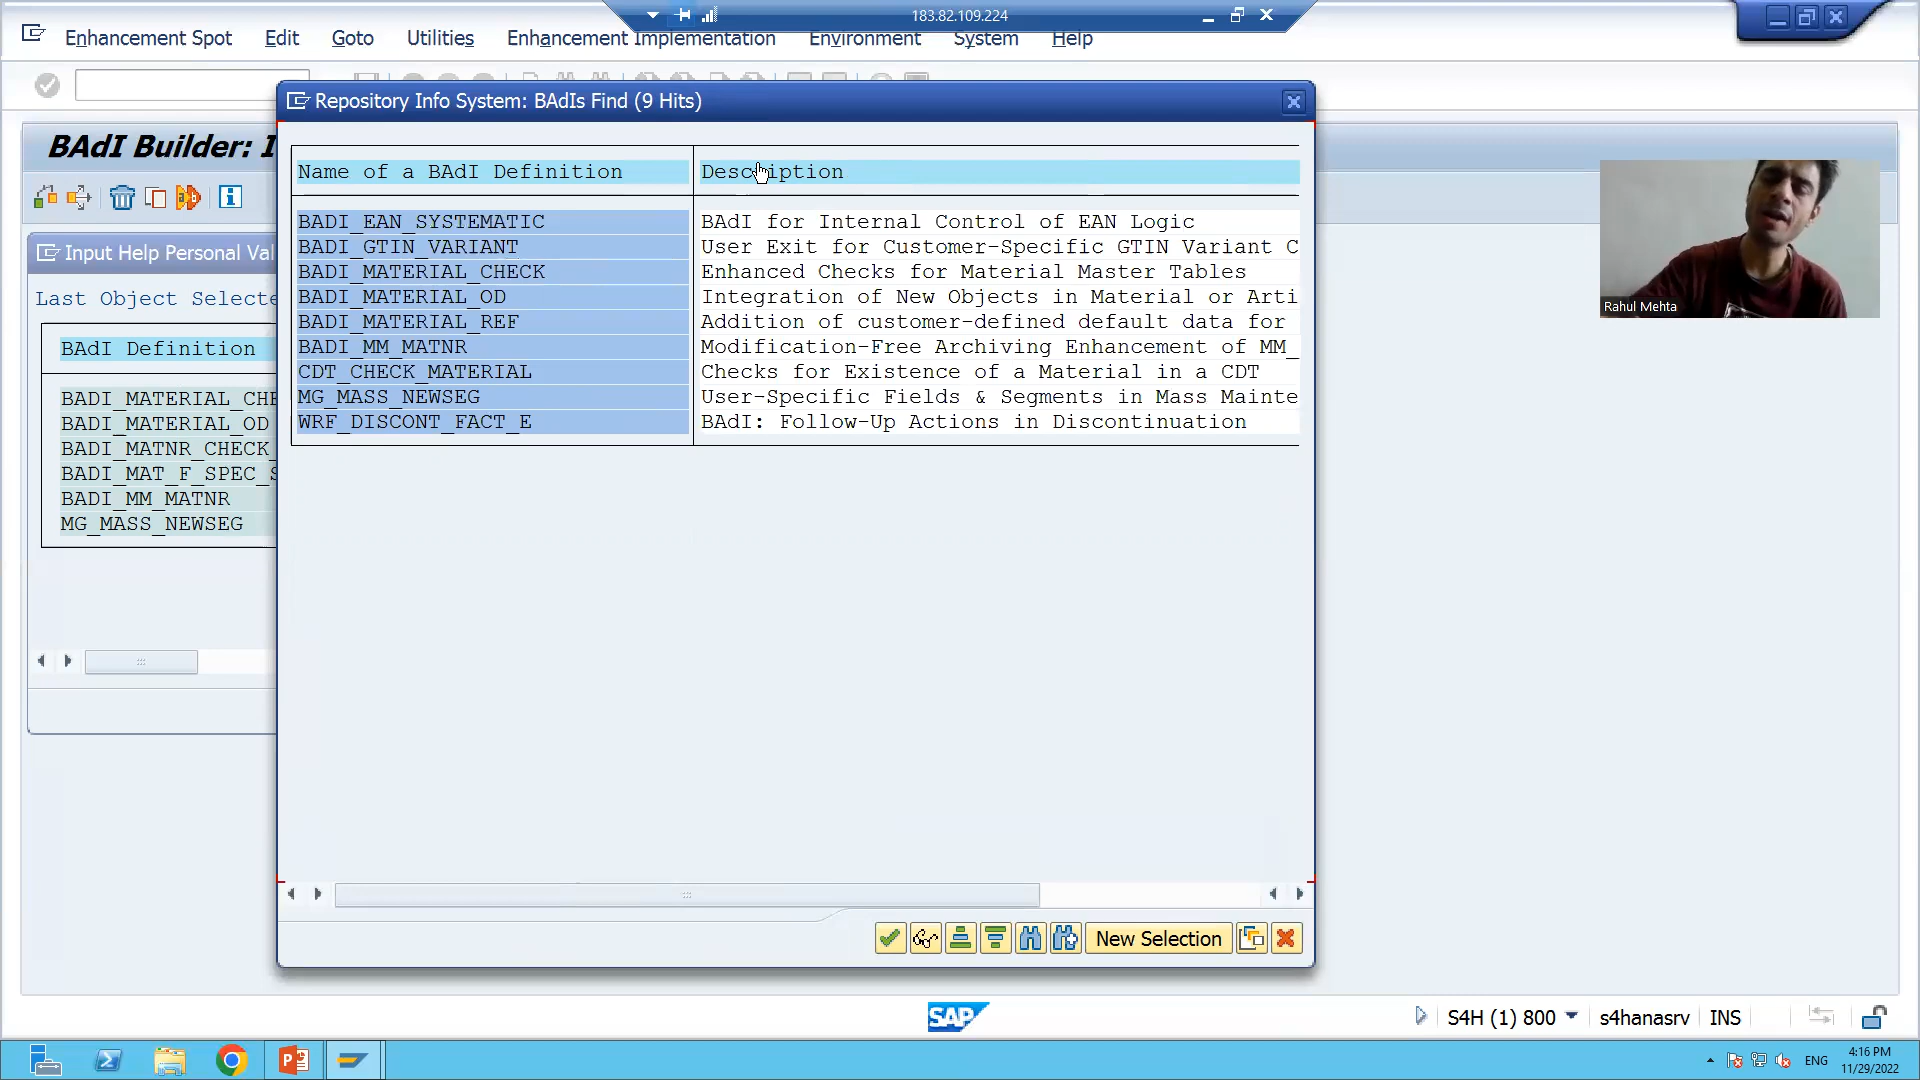 183.82.109.224
Enhancement Spot Edit Goto Utilities Enhancement Implementation Environment System Help
BAdI Builder: I
Repository Info System: BAdIs Find (9 Hits)
Name of a BAdI Definition Description
BADI_EAN_SYSTEMATIC BAdI for Internal Control of EAN Logic
BADI_GTIN_VARIANT User Exit for Customer-Specific GTIN Variant C
BADI_MATERIAL_CHECK Enhanced Checks for Material Master Tables
BADI_MATERIAL_OD Integration of New Objects in Material or Arti
BADI_MATERIAL_REF Addition of customer-defined default data for
BADI_MM_MATNR Modification-Free Archiving Enhancement of MM_
CDT_CHECK_MATERIAL Checks for Existence of a Material in a CDT
MG_MASS_NEWSEG User-Specific Fields & Segments in Mass Mainte
WRF_DISCONT_FACT_E BAdI: Follow-Up Actions in Discontinuation
Input Help Personal Val
Last Object Selecte
BAdI Definition
BADI_MATERIAL_CHE
BADI_MATERIAL_OD
BADI_MATNR_CHECK_
BADI_MAT_F_SPEC_S
BADI_MM_MATNR
MG_MASS_NEWSEG
Rahul Mehta
New Selection
SAP
S4H (1) 800 s4hanasrv INS
ENG
4:16 PM
11/29/2022